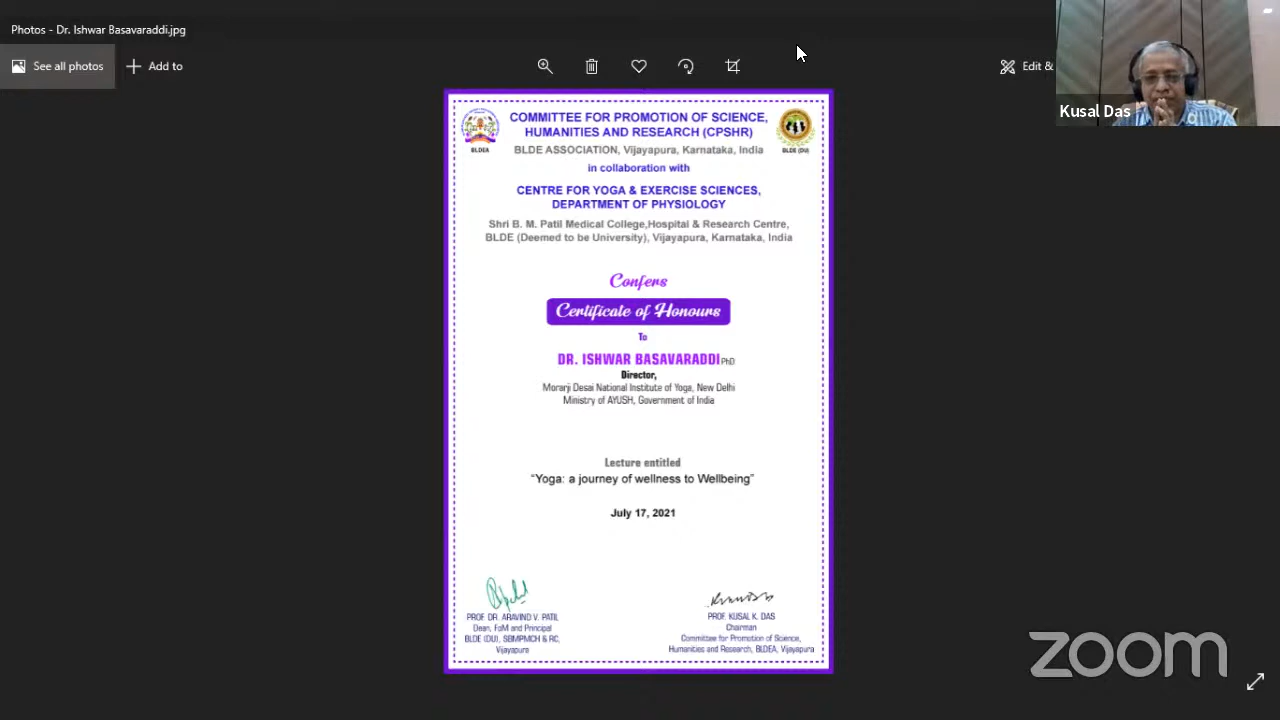 Photos - Dr. Ishwar Basavaraddi.jpg
See all photos
Add to
Edit &
Kusal Das
COMMITTEE FOR PROMOTION OF SCIENCE,
HUMANITIES AND RESEARCH (CPSHR)
BLDEA
BLDE (DU)
BLDE ASSOCIATION, Vijayapura, Karnataka, India
in collaboration with
CENTRE FOR YOGA & EXERCISE SCIENCES,
DEPARTMENT OF PHYSIOLOGY
Shri B. M. Patil Medical College,Hospital & Research Centre,
BLDE (Deemed to be University), Vijayapura, Karnataka, India
Confers
Certificate of Honours
To
DR. ISHWAR BASAVARADDI PhD
Director,
Morarji Desai National Institute of Yoga, New Delhi
Ministry of AYUSH, Government of India
Lecture entitled
“Yoga: a journey of wellness to Wellbeing”
July 17, 2021
PROF. DR. ARAVIND V. PATIL
Dean, FoM and Principal
BLDE (DU), SBMPMCH & RC,
Vijayapura
PROF. KUSAL K. DAS
Chairman
Committee for Promotion of Science,
Humanities and Research, BLDEA, Vijayapura
zoom